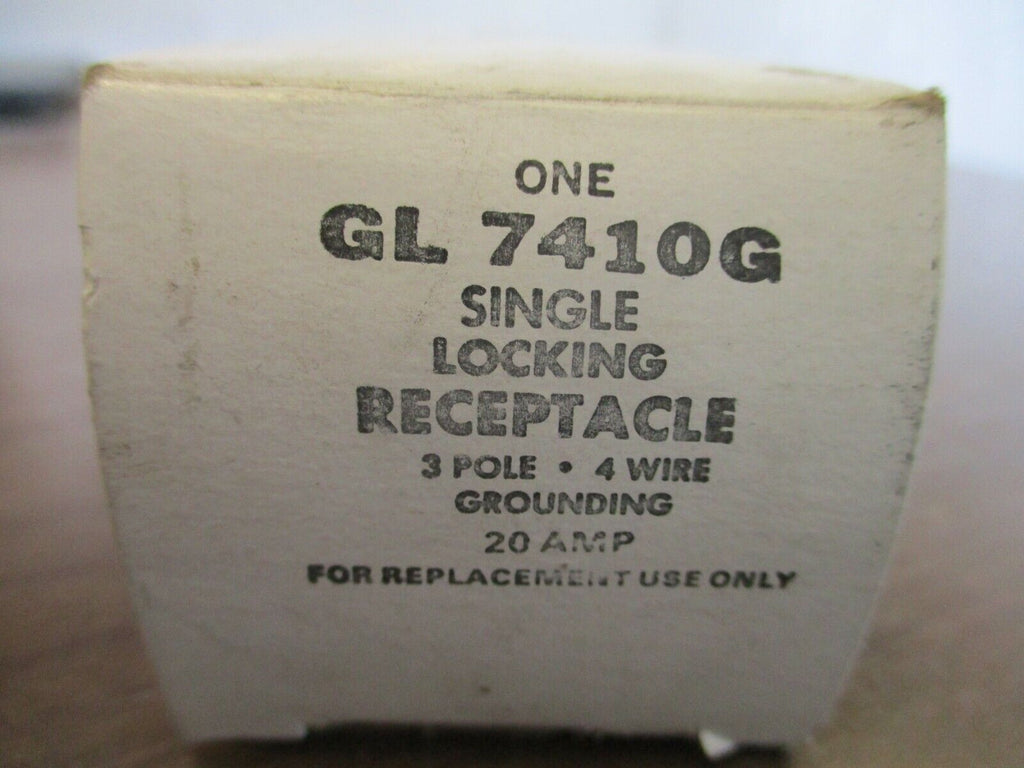 ONE
GL 7410G
SINGLE
LOCKING
RECEPTACLE
3 POLE • 4 WIRE
GROUNDING
20 AMP
FOR REPLACEMENT USE ONLY